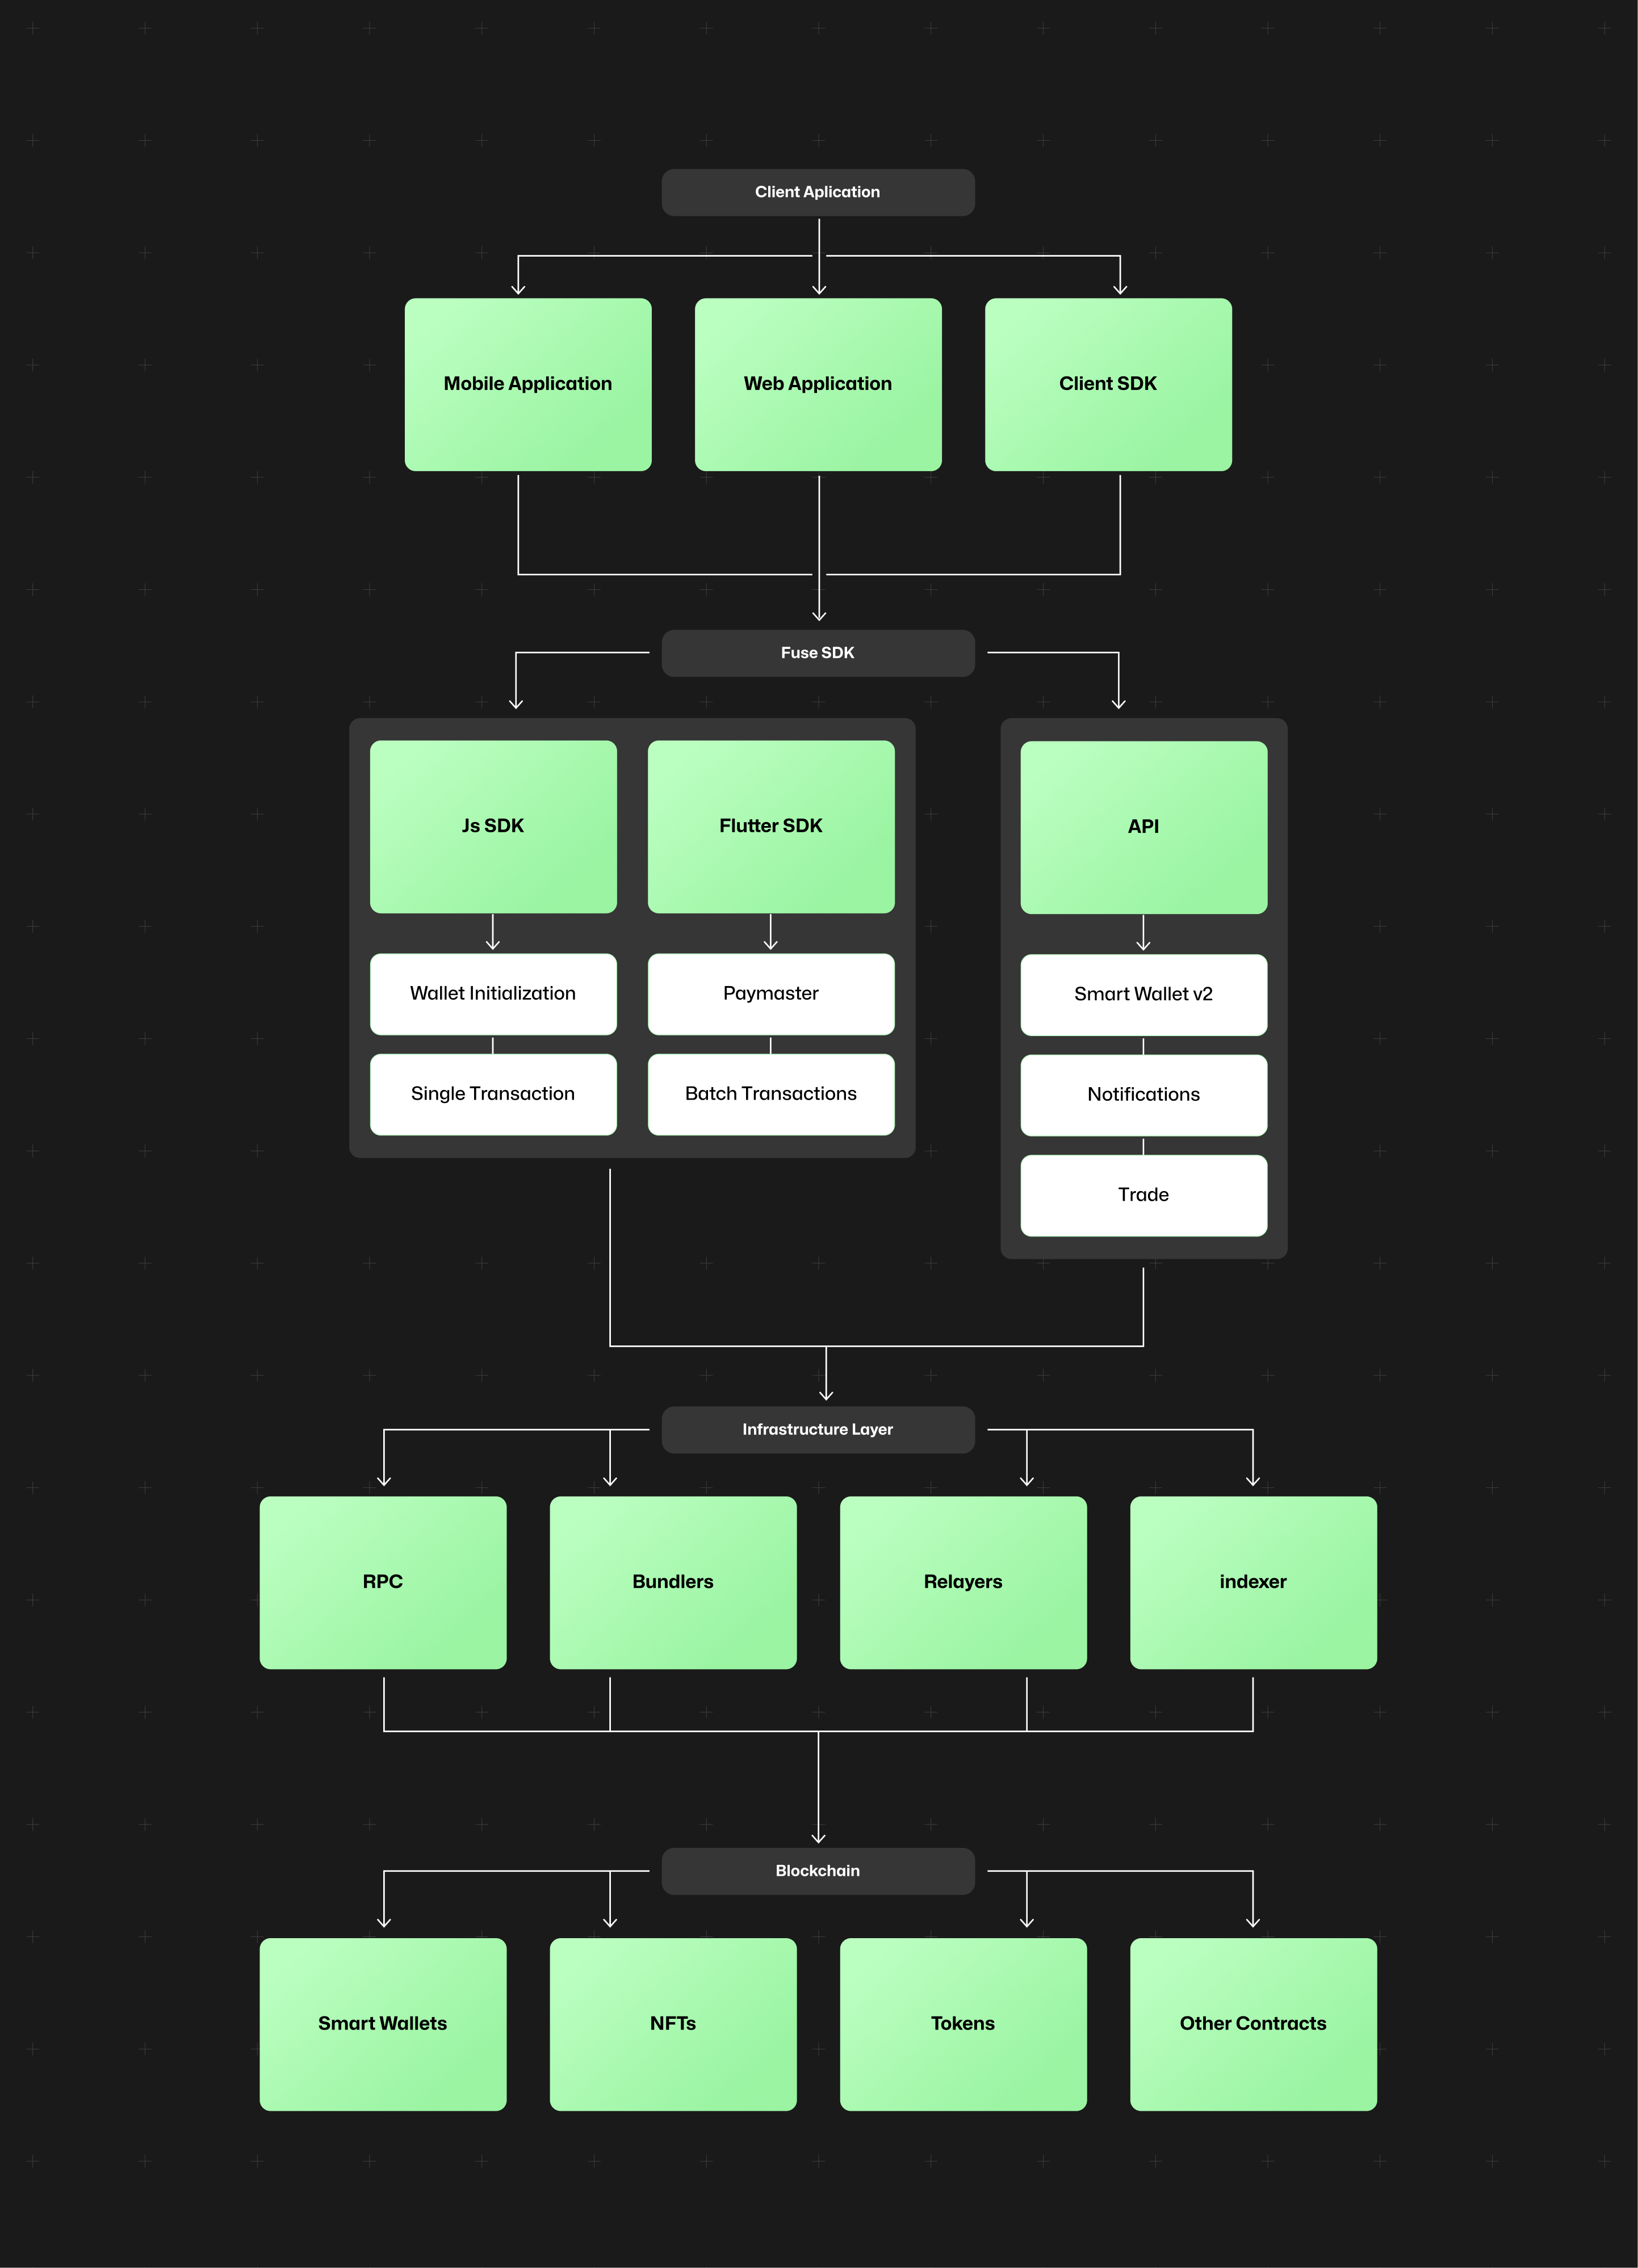 Client Aplication
Mobile Application
Web Application
Client SDK
Fuse SDK
Js SDK
Flutter SDK
API
Wallet Initialization
Paymaster
Smart Wallet v2
Single Transaction
Batch Transactions
Notifications
Trade
Infrastructure Layer
RPC
Bundlers
Relayers
indexer
Blockchain
Smart Wallets
NFTs
Tokens
Other Contracts